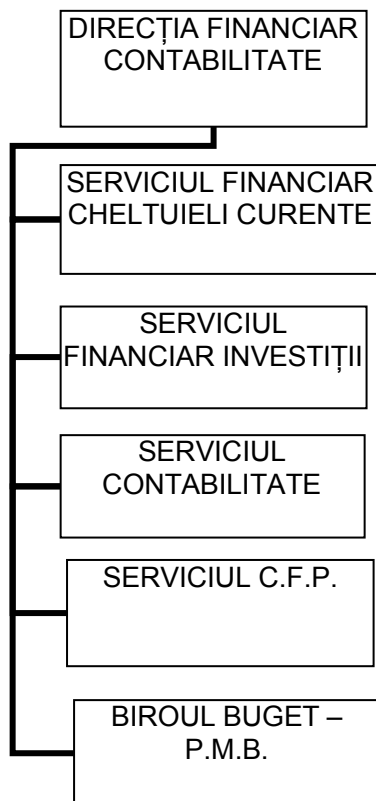 DIRECȚIA FINANCIAR
CONTABILITATE
SERVICIUL FINANCIAR
CHELTUIELI CURENTE
SERVICIUL
FINANCIAR INVESTIȚII
SERVICIUL
CONTABILITATE
SERVICIUL C.F.P.
BIROUL BUGET –
P.M.B.